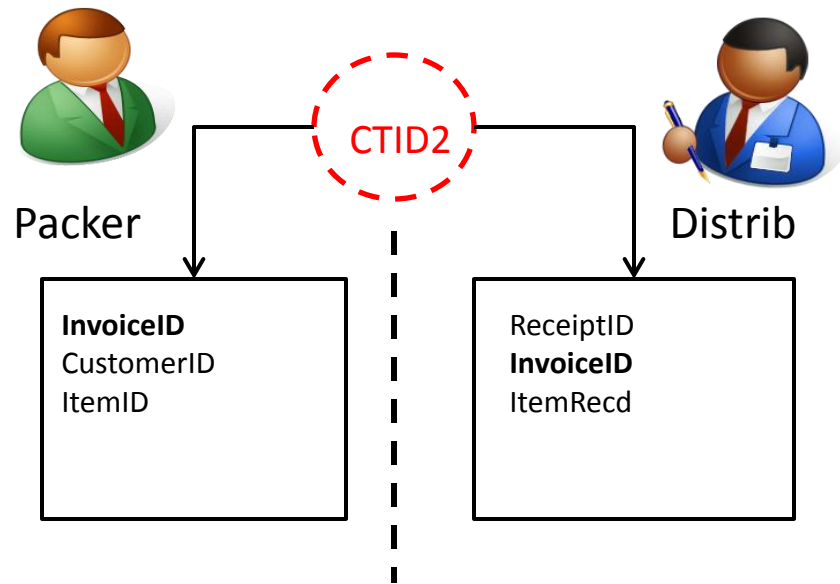 CTID2
Packer
Distrib
InvoiceID
CustomerID
ItemID
ReceiptID
InvoiceID
ItemRecd